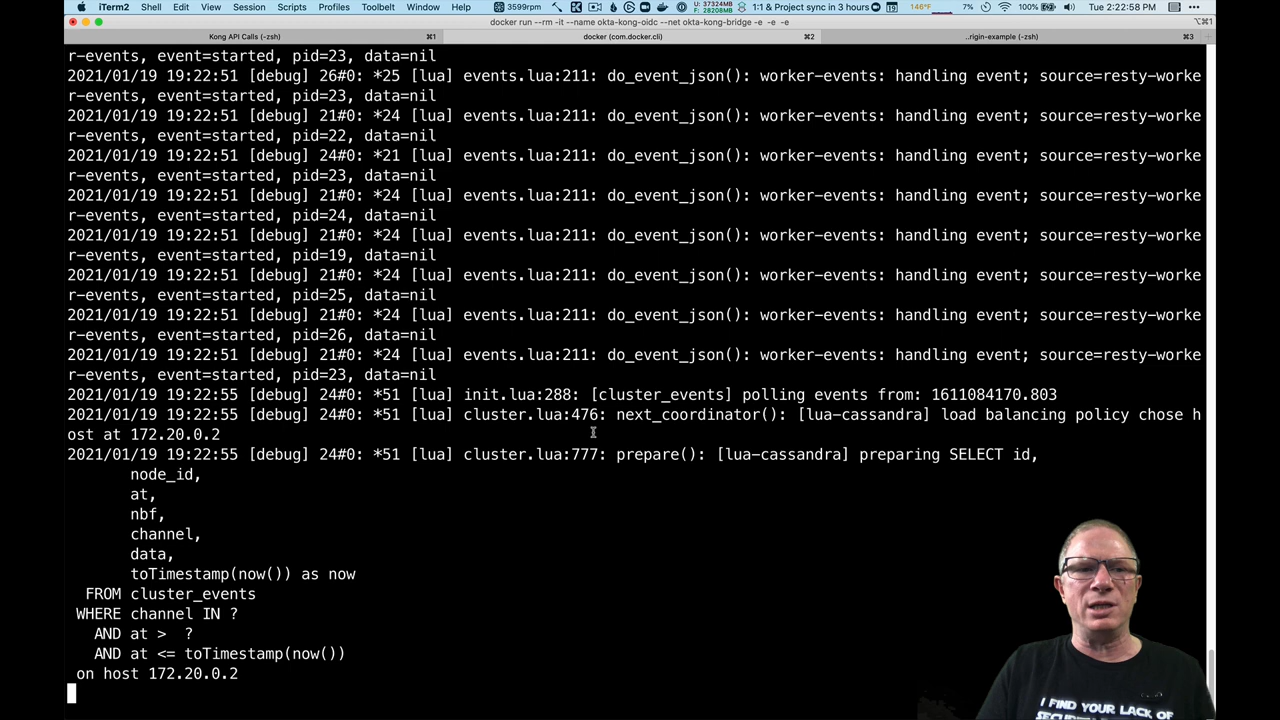 iTerm2 Shell Edit View Session Scripts Profiles Toolbelt Window Help 3599rpm U: 37324MB F: 28208MB 1:1 & Project sync in 3 hours 19 146°F 7% 100% Tue 2:22:58 PM
docker run --rm -it --name okta-kong-oidc --net okta-kong-bridge -e -e -e ⌥⌘1
Kong API Calls (-zsh) ⌘1 docker (com.docker.cli) ⌘2 ..rigin-example (-zsh) ⌘3
r-events, event=started, pid=23, data=nil
2021/01/19 19:22:51 [debug] 26#0: *25 [lua] events.lua:211: do_event_json(): worker-events: handling event; source=resty-worke
r-events, event=started, pid=23, data=nil
2021/01/19 19:22:51 [debug] 21#0: *24 [lua] events.lua:211: do_event_json(): worker-events: handling event; source=resty-worke
r-events, event=started, pid=22, data=nil
2021/01/19 19:22:51 [debug] 24#0: *21 [lua] events.lua:211: do_event_json(): worker-events: handling event; source=resty-worke
r-events, event=started, pid=23, data=nil
2021/01/19 19:22:51 [debug] 21#0: *24 [lua] events.lua:211: do_event_json(): worker-events: handling event; source=resty-worke
r-events, event=started, pid=24, data=nil
2021/01/19 19:22:51 [debug] 21#0: *24 [lua] events.lua:211: do_event_json(): worker-events: handling event; source=resty-worke
r-events, event=started, pid=19, data=nil
2021/01/19 19:22:51 [debug] 21#0: *24 [lua] events.lua:211: do_event_json(): worker-events: handling event; source=resty-worke
r-events, event=started, pid=25, data=nil
2021/01/19 19:22:51 [debug] 21#0: *24 [lua] events.lua:211: do_event_json(): worker-events: handling event; source=resty-worke
r-events, event=started, pid=26, data=nil
2021/01/19 19:22:51 [debug] 21#0: *24 [lua] events.lua:211: do_event_json(): worker-events: handling event; source=resty-worke
r-events, event=started, pid=23, data=nil
2021/01/19 19:22:55 [debug] 24#0: *51 [lua] init.lua:288: [cluster_events] polling events from: 1611084170.803
2021/01/19 19:22:55 [debug] 24#0: *51 [lua] cluster.lua:476: next_coordinator(): [lua-cassandra] load balancing policy chose h
ost at 172.20.0.2
2021/01/19 19:22:55 [debug] 24#0: *51 [lua] cluster.lua:777: prepare(): [lua-cassandra] preparing SELECT id,
node_id,
at,
nbf,
channel,
data,
toTimestamp(now()) as now
FROM cluster_events
WHERE channel IN ?
AND at > ?
AND at <= toTimestamp(now())
on host 172.20.0.2
I FIND YOUR LACK OF